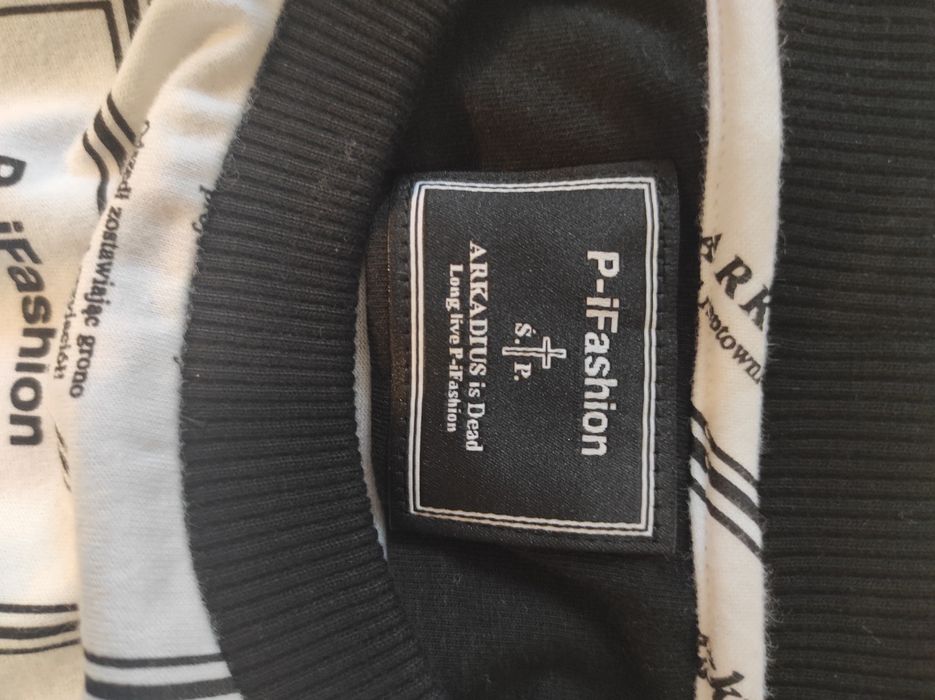 P-iFashion
Ś. P.
ARKADIUS is Dead
Long live P-iFashion
zostawiając grono
iFashion
ARK